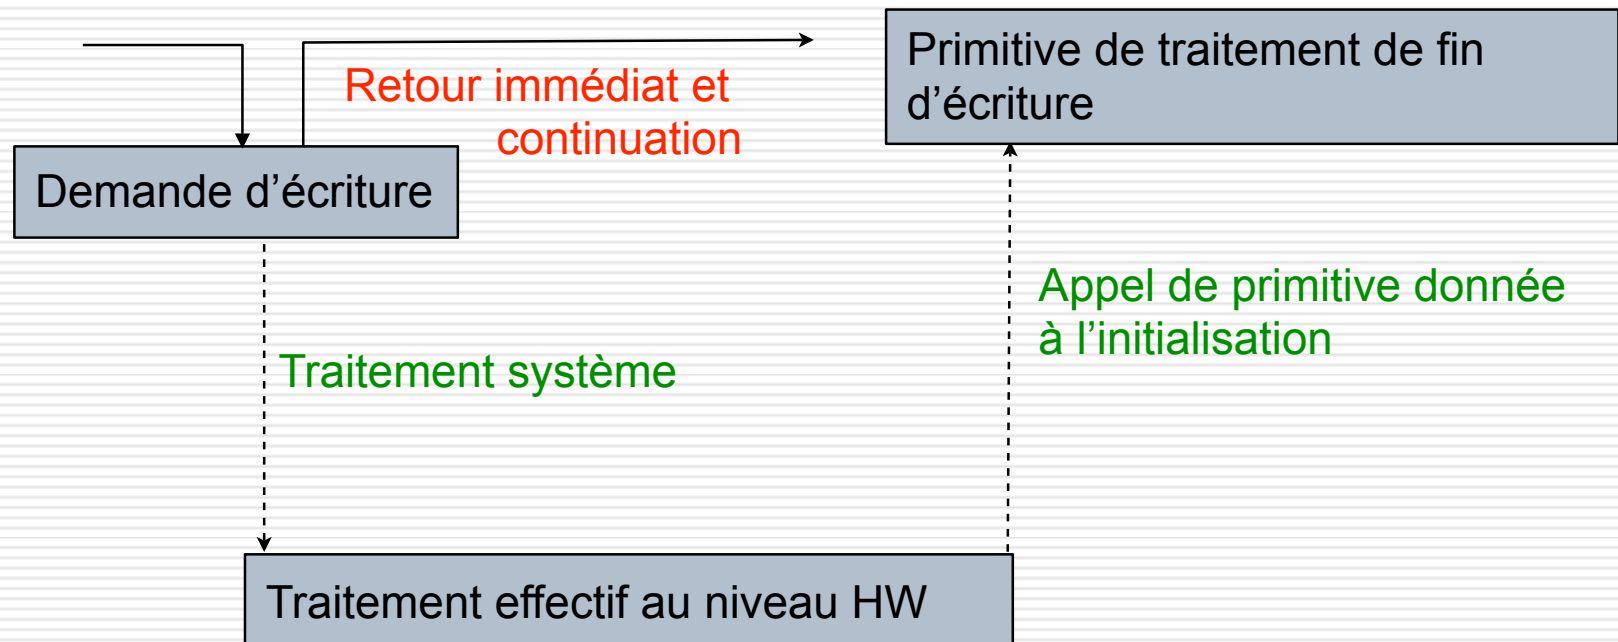 Primitive de traitement de fin
d’écriture
Retour immédiat et
continuation
Demande d’écriture
Appel de primitive donnée
à l’initialisation
Traitement système
Traitement effectif au niveau HW